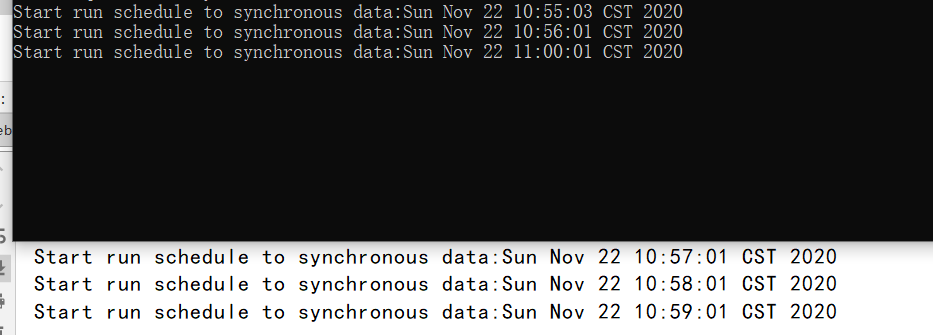 Start run schedule to synchronous data:Sun Nov 22 10:55:03 CST 2020
Start run schedule to synchronous data:Sun Nov 22 10:56:01 CST 2020
Start run schedule to synchronous data:Sun Nov 22 11:00:01 CST 2020
:
eb
Start run schedule to synchronous data:Sun Nov 22 10:57:01 CST 2020
Start run schedule to synchronous data:Sun Nov 22 10:58:01 CST 2020
Start run schedule to synchronous data:Sun Nov 22 10:59:01 CST 2020